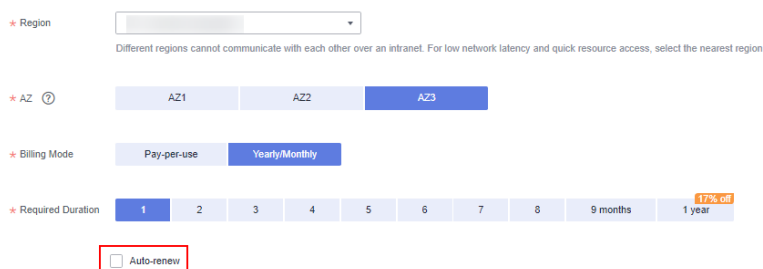 * Region
Different regions cannot communicate with each other over an intranet. For low network latency and quick resource access, select the nearest region
* AZ ?
AZ1 AZ2 AZ3
* Billing Mode Pay-per-use Yearly/Monthly
17% off
* Required Duration 1 2 3 4 5 6 7 8 9 months 1 year
Auto-renew